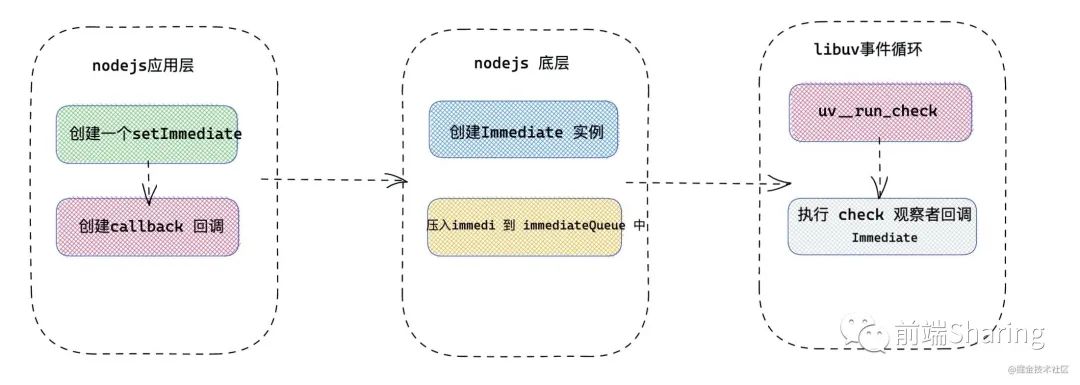 nodejs应用层
创建一个setImmediate
创建callback 回调
nodejs 底层
创建Immediate 实例
压入immedi 到 immediateQueue 中
libuv事件循环
uv__run_check
执行 check 观察者回调
Immediate
前端Sharing
@掘金技术社区